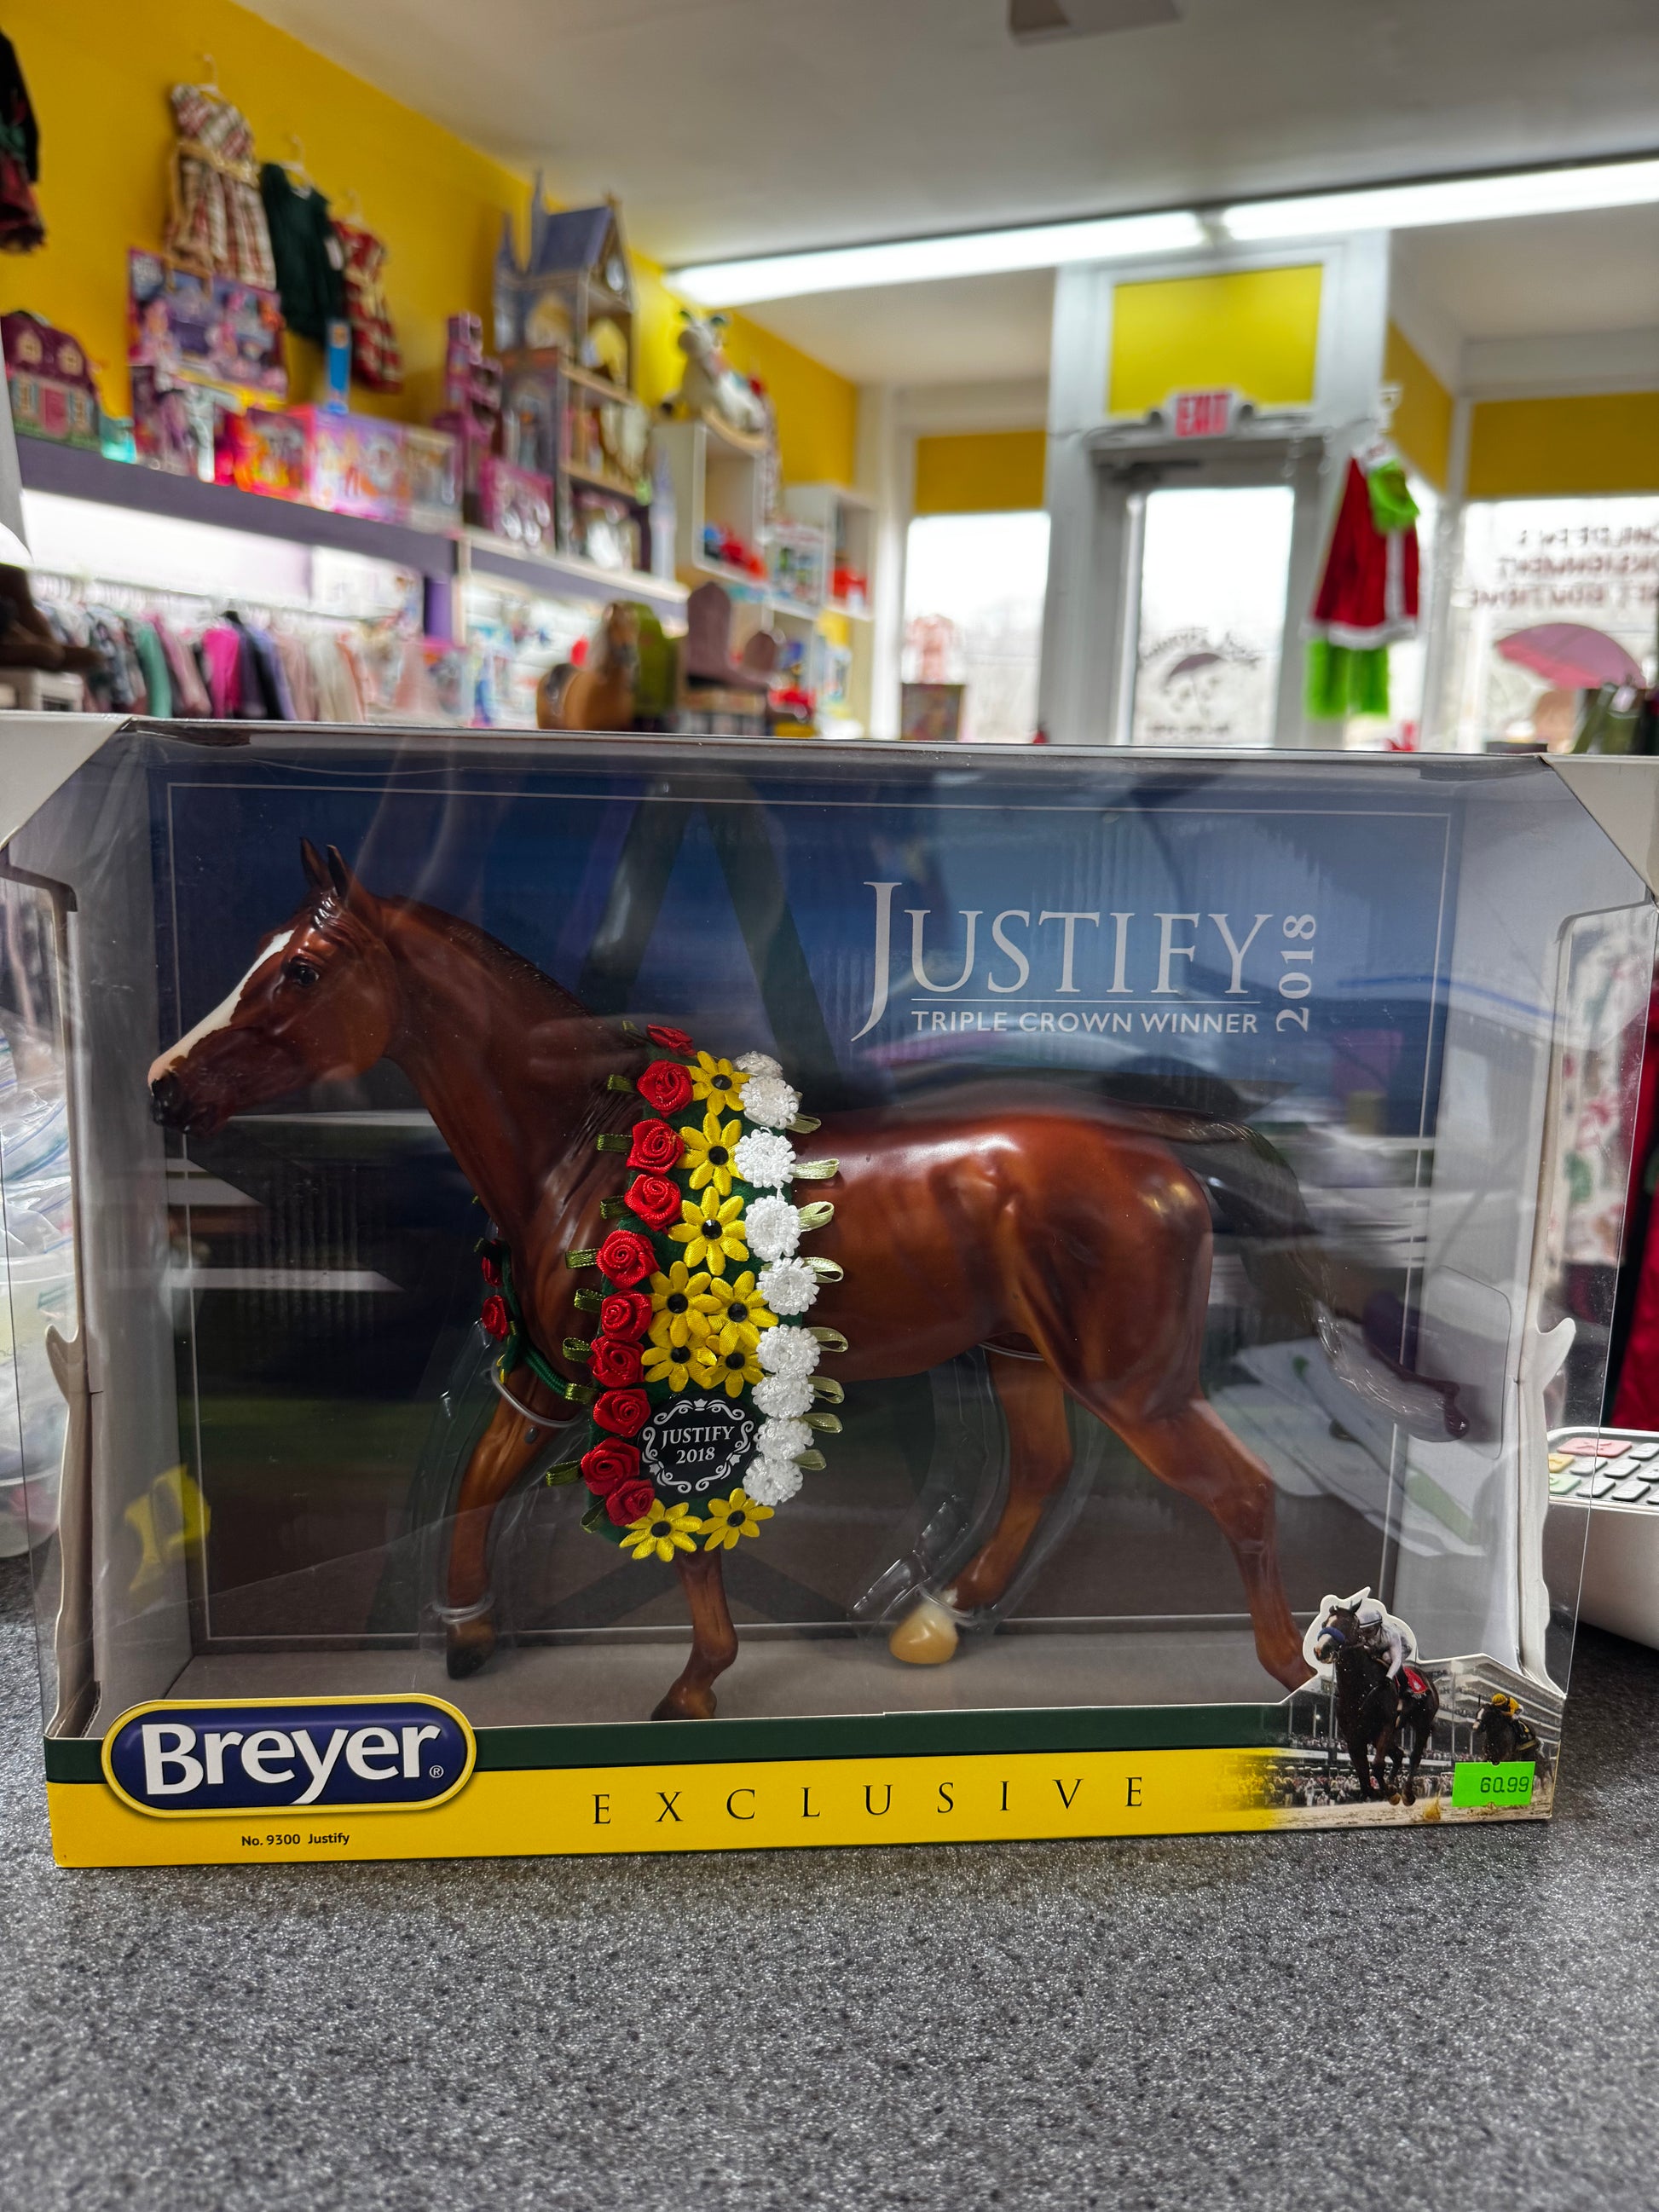 EXIT
JUSTIFY
2018
TRIPLE CROWN WINNER
JUSTIFY
2018
Breyer®
EXCLUSIVE
60.99
No. 9300 Justify